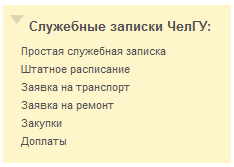 Служебные записки ЧелГУ:
Простая служебная записка
Штатное расписание
Заявка на транспорт
Заявка на ремонт
Закупки
Доплаты